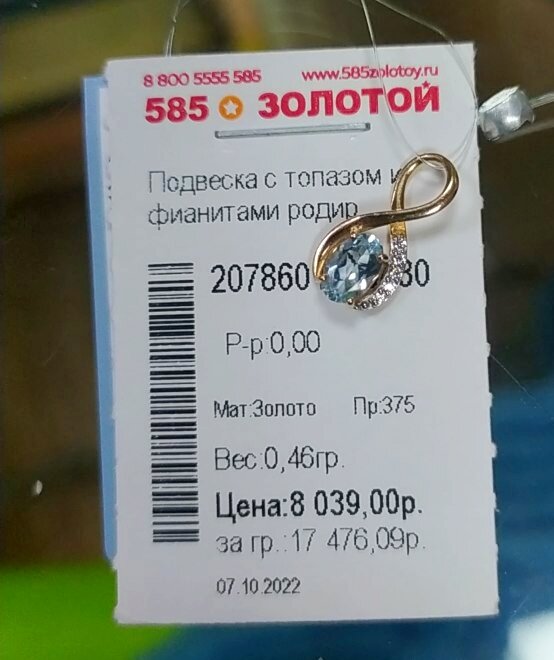 8 800 5555 585 www.585zolotoy.ru
585 ЗОЛОТОЙ
Подвеска с топазом и
фианитами родир
207860 30
Р-р:0,00
Мат:Золото Пр:375
Вес:0,46гр.
Цена:8 039,00р.
за гр.:17 476,09р.
07.10.2022